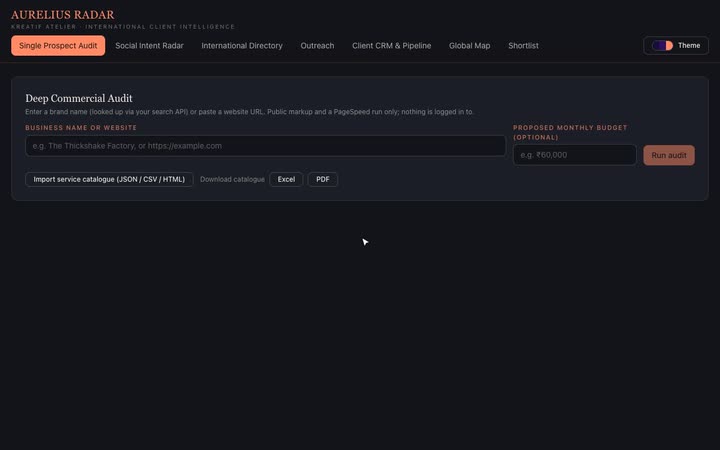 AURELIUS RADAR
KREATIF ATELIER · INTERNATIONAL CLIENT INTELLIGENCE
Single Prospect Audit Social Intent Radar International Directory Outreach Client CRM & Pipeline Global Map Shortlist Theme
Deep Commercial Audit
Enter a brand name (looked up via your search API) or paste a website URL. Public markup and a PageSpeed run only; nothing is logged in to.
BUSINESS NAME OR WEBSITE
PROPOSED MONTHLY BUDGET
(OPTIONAL)
e.g. The Thickshake Factory, or https://example.com
e.g. ₹60,000
Run audit
Import service catalogue (JSON / CSV / HTML) Download catalogue Excel PDF